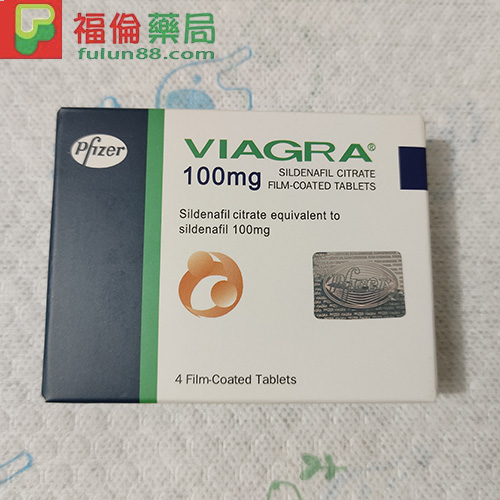 福倫藥局
fulun88.com
Pfizer
VIAGRA®
100mg
SILDENAFIL CITRATE
FILM-COATED TABLETS
Sildenafil citrate equivalent to
sildenafil 100mg
Pfizer
4 Film-Coated Tablets